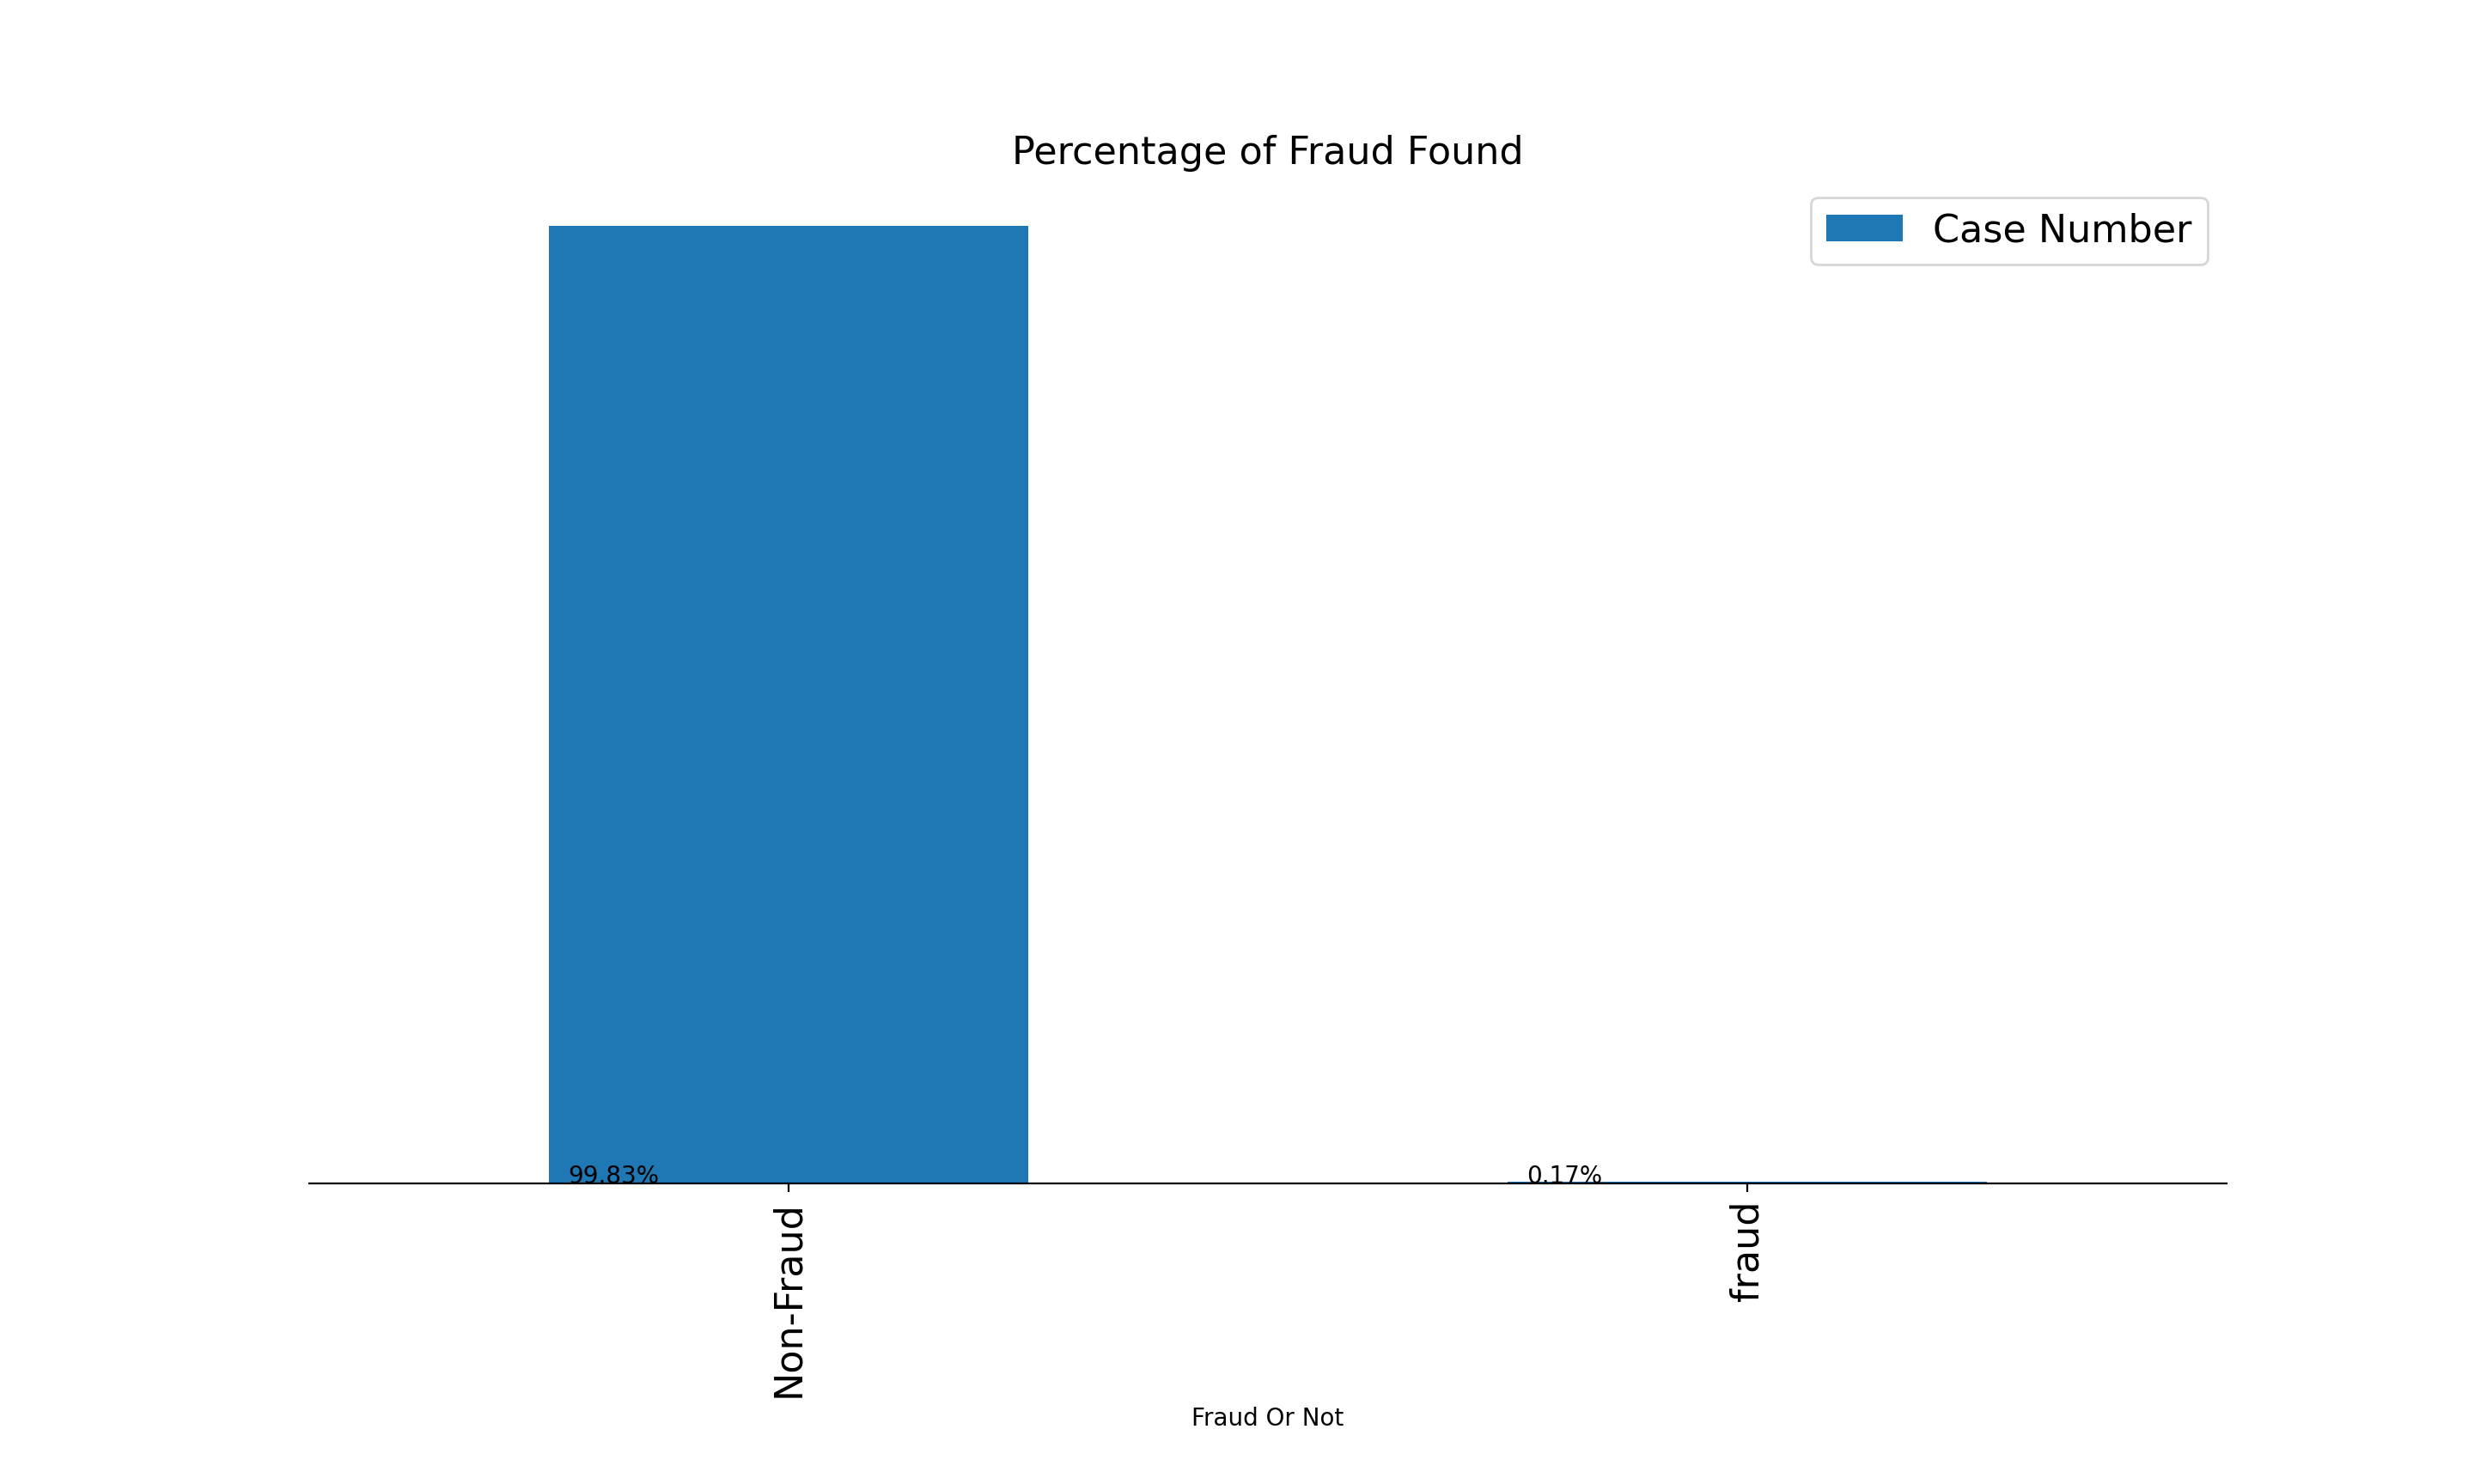 Percentage of Fraud Found
Case Number
99.83%
0.17%
Non-Fraud
fraud
Fraud Or Not